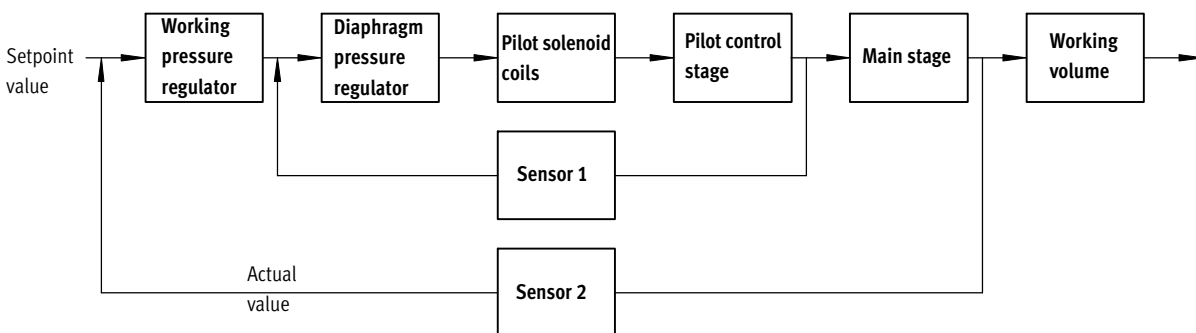 Setpoint
value
Working
pressure
regulator
Diaphragm
pressure
regulator
Pilot solenoid
coils
Pilot control
stage
Main stage
Working
volume
Sensor 1
Actual
value
Sensor 2